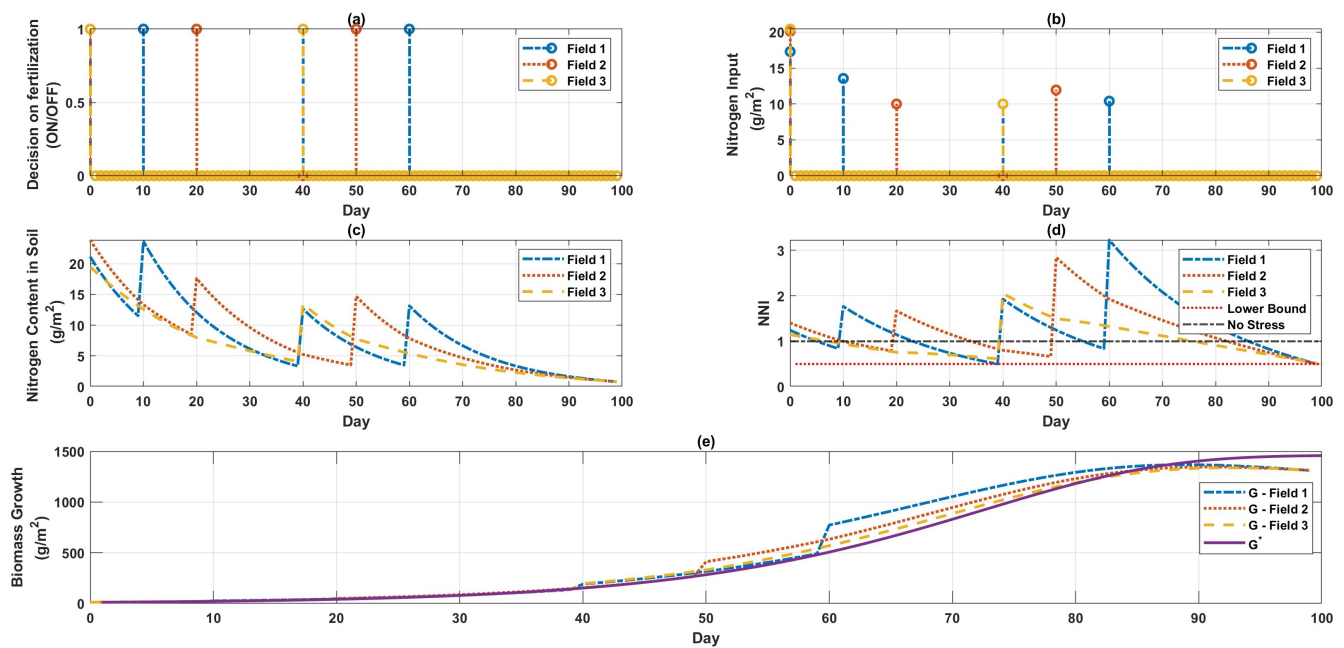 (a)
Decision on fertilization
(ON/OFF)
1
0.5
0
Field 1
Field 2
Field 3
0 10 20 30 40 50 60 70 80 90 100
Day
(b)
Nitrogen Input
(g/m²)
20
15
10
5
0
Field 1
Field 2
Field 3
0 10 20 30 40 50 60 70 80 90 100
Day
(c)
Nitrogen Content in Soil
(g/m²)
20
15
10
5
0
Field 1
Field 2
Field 3
0 10 20 30 40 50 60 70 80 90 100
Day
(d)
NNI
3
2
1
0
Field 1
Field 2
Field 3
Lower Bound
No Stress
0 10 20 30 40 50 60 70 80 90 100
Day
(e)
Biomass Growth
(g/m²)
1500
1000
500
0
G - Field 1
G - Field 2
G - Field 3
G*
0 10 20 30 40 50 60 70 80 90 100
Day